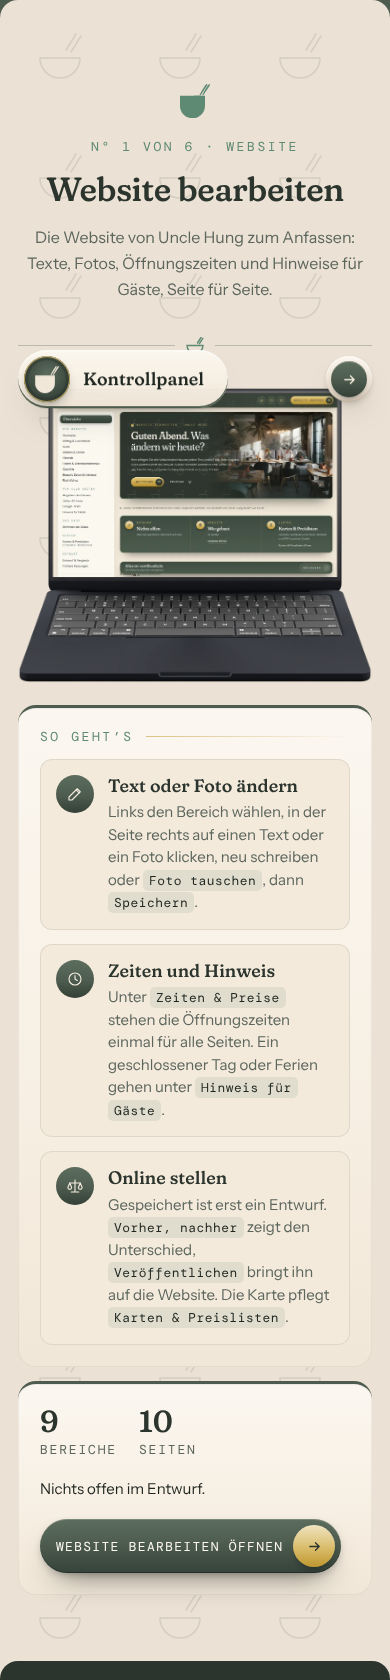 N° 1 VON 6 · WEBSITE
Website bearbeiten
Die Website von Uncle Hung zum Anfassen:
Texte, Fotos, Öffnungszeiten und Hinweise für
Gäste, Seite für Seite.
Kontrollpanel
Guten Abend. Was
ändern wir heute?
Nichts offen
Wie gebaut
Karten & Preislisten
SO GEHT'S
Text oder Foto ändern
Links den Bereich wählen, in der
Seite rechts auf einen Text oder
ein Foto klicken, neu schreiben
oder Foto tauschen, dann
Speichern.
Zeiten und Hinweis
Unter Zeiten & Preise
stehen die Öffnungszeiten
einmal für alle Seiten. Ein
geschlossener Tag oder Ferien
gehen unter Hinweis für
Gäste.
Online stellen
Gespeichert ist erst ein Entwurf.
Vorher, nachher zeigt den
Unterschied,
Veröffentlichen bringt ihn
auf die Website. Die Karte pflegt
Karten & Preislisten.
9 10
BEREICHE SEITEN
Nichts offen im Entwurf.
WEBSITE BEARBEITEN ÖFFNEN